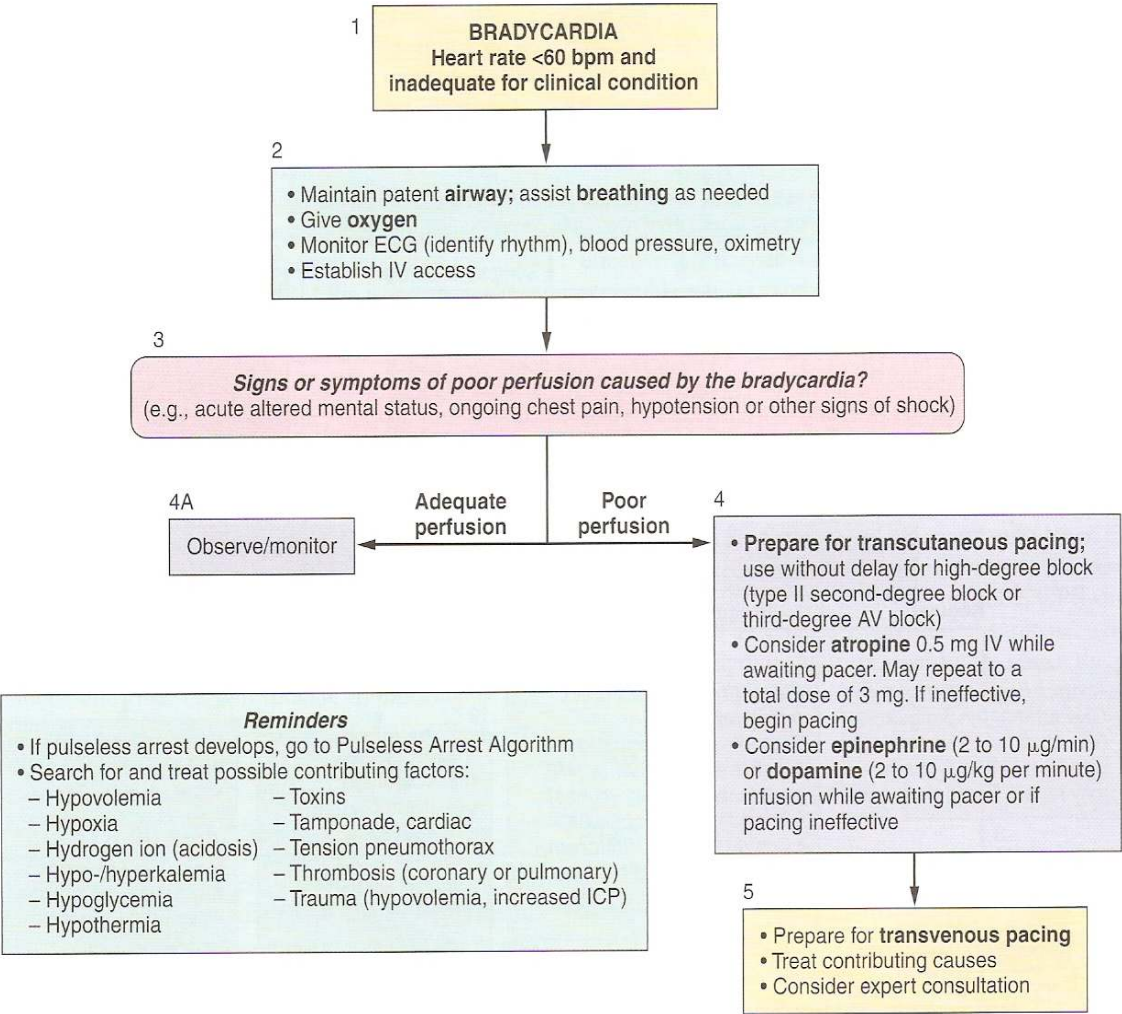 1
BRADYCARDIA
Heart rate <60 bpm and
inadequate for clinical condition
2
• Maintain patent airway; assist breathing as needed
• Give oxygen
• Monitor ECG (identify rhythm), blood pressure, oximetry
• Establish IV access
3
Signs or symptoms of poor perfusion caused by the bradycardia?
(e.g., acute altered mental status, ongoing chest pain, hypotension or other signs of shock)
4A
Observe/monitor
Adequate
perfusion
Poor
perfusion
4
• Prepare for transcutaneous pacing;
use without delay for high-degree block
(type II second-degree block or
third-degree AV block)
• Consider atropine 0.5 mg IV while
awaiting pacer. May repeat to a
total dose of 3 mg. If ineffective,
begin pacing
• Consider epinephrine (2 to 10 μg/min)
or dopamine (2 to 10 μg/kg per minute)
infusion while awaiting pacer or if
pacing ineffective
Reminders
• If pulseless arrest develops, go to Pulseless Arrest Algorithm
• Search for and treat possible contributing factors:
– Hypovolemia
– Hypoxia
– Hydrogen ion (acidosis)
– Hypo-/hyperkalemia
– Hypoglycemia
– Hypothermia
– Toxins
– Tamponade, cardiac
– Tension pneumothorax
– Thrombosis (coronary or pulmonary)
– Trauma (hypovolemia, increased ICP)
5
• Prepare for transvenous pacing
• Treat contributing causes
• Consider expert consultation